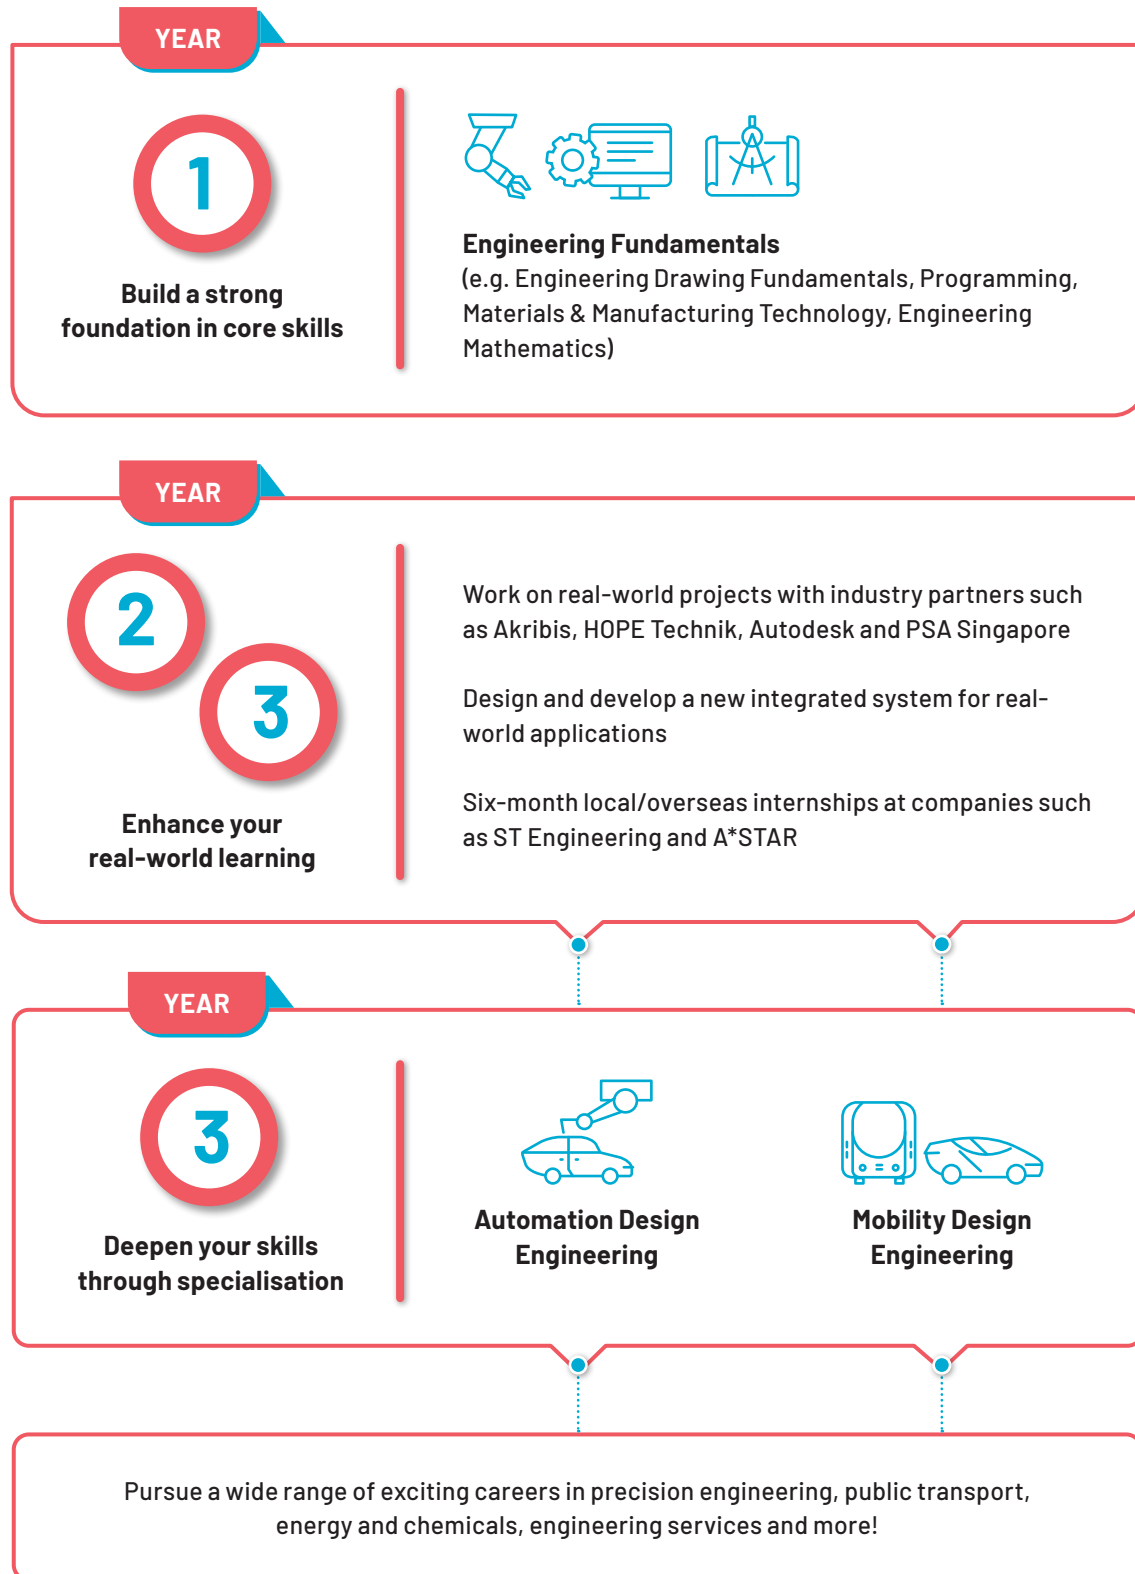 YEAR
1
Build a strong
foundation in core skills
Engineering Fundamentals
(e.g. Engineering Drawing Fundamentals, Programming,
Materials & Manufacturing Technology, Engineering
Mathematics)
YEAR
2
3
Enhance your
real-world learning
Work on real-world projects with industry partners such
as Akribis, HOPE Technik, Autodesk and PSA Singapore
Design and develop a new integrated system for real-
world applications
Six-month local/overseas internships at companies such
as ST Engineering and A*STAR
YEAR
3
Deepen your skills
through specialisation
Automation Design
Engineering
Mobility Design
Engineering
Pursue a wide range of exciting careers in precision engineering, public transport,
energy and chemicals, engineering services and more!